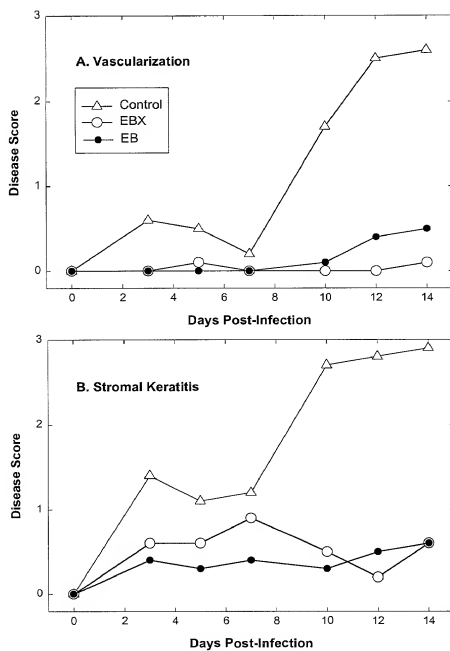 3
A. Vascularization
Control
EBX
EB
2
1
0
Disease Score
0 2 4 6 8 10 12 14
Days Post-Infection
3
B. Stromal Keratitis
2
1
0
Disease Score
0 2 4 6 8 10 12 14
Days Post-Infection